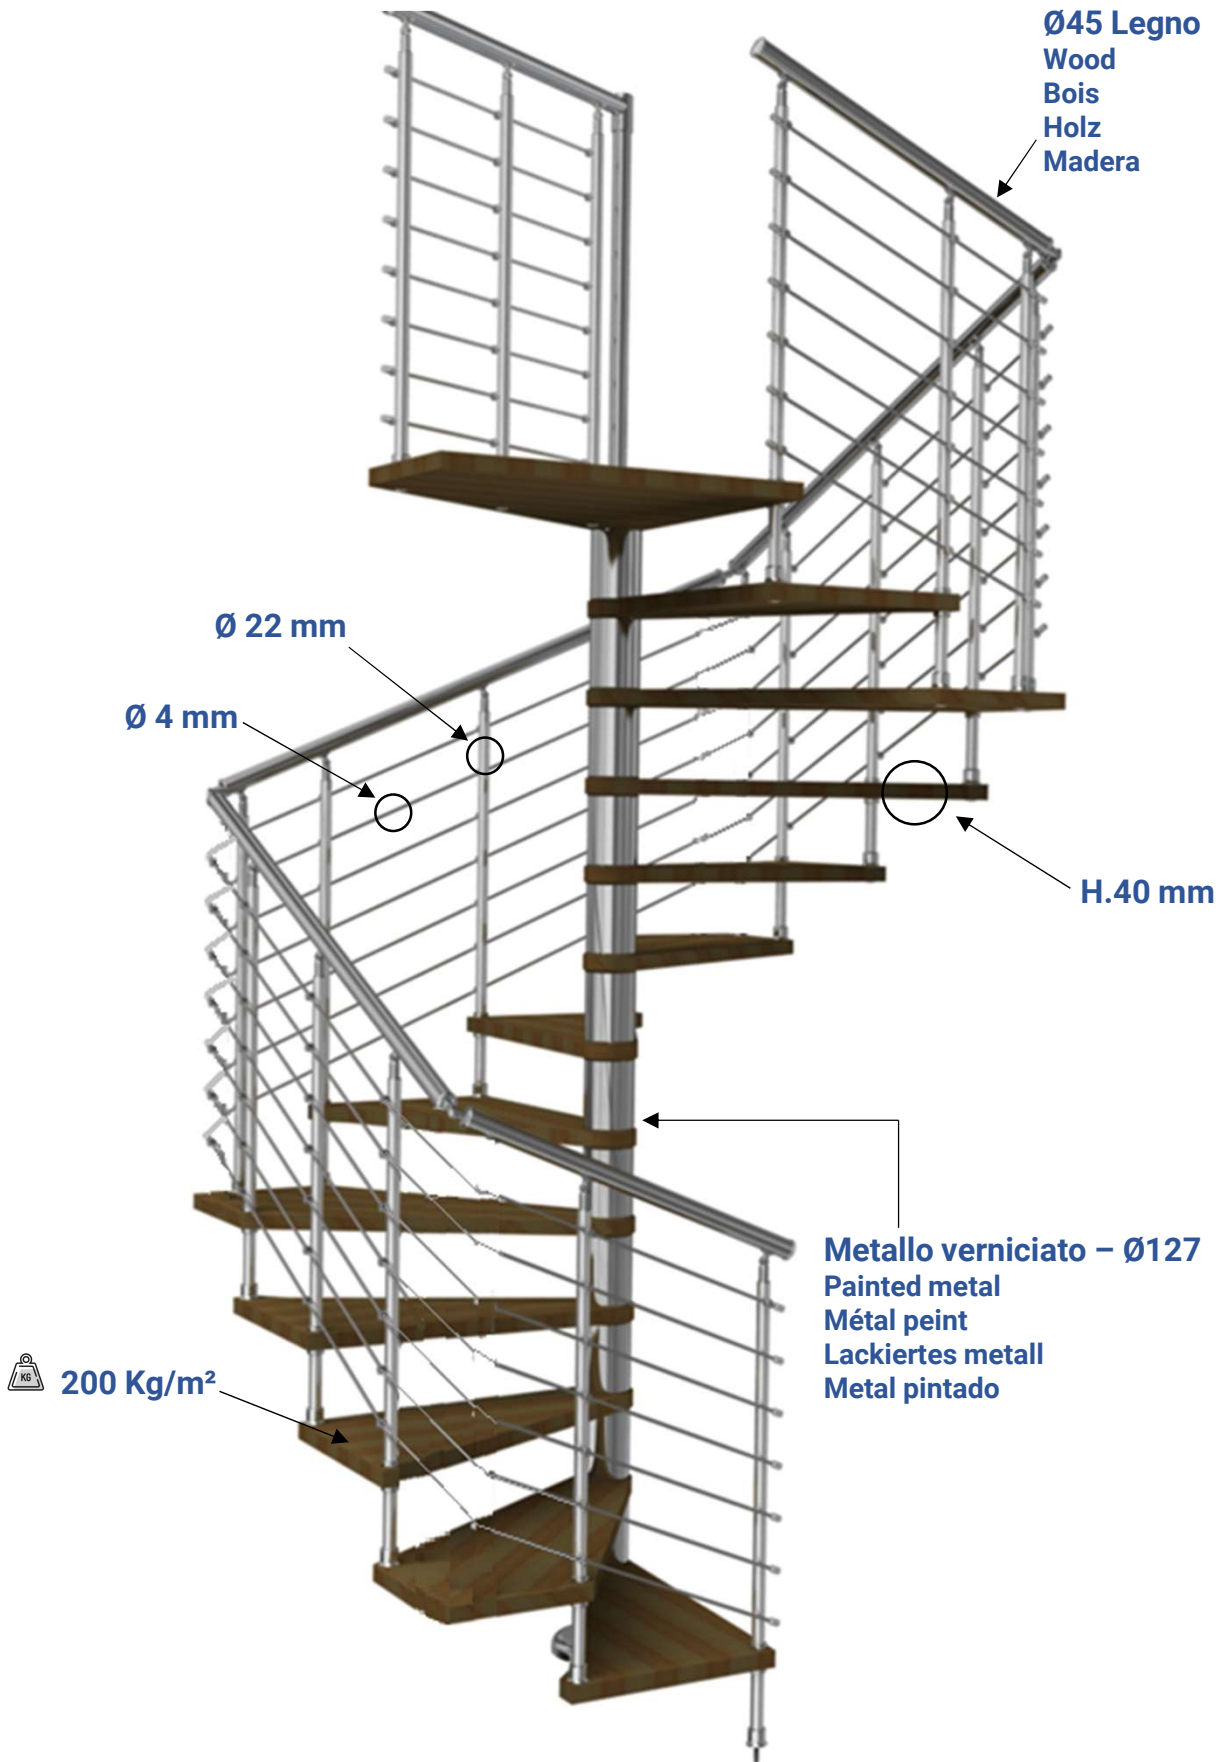 Ø45 Legno
Wood
Bois
Holz
Madera
Ø 22 mm
Ø 4 mm
H.40 mm
Metallo verniciato – Ø127
Painted metal
Métal peint
Lackiertes metall
Metal pintado
KG
200 Kg/m²